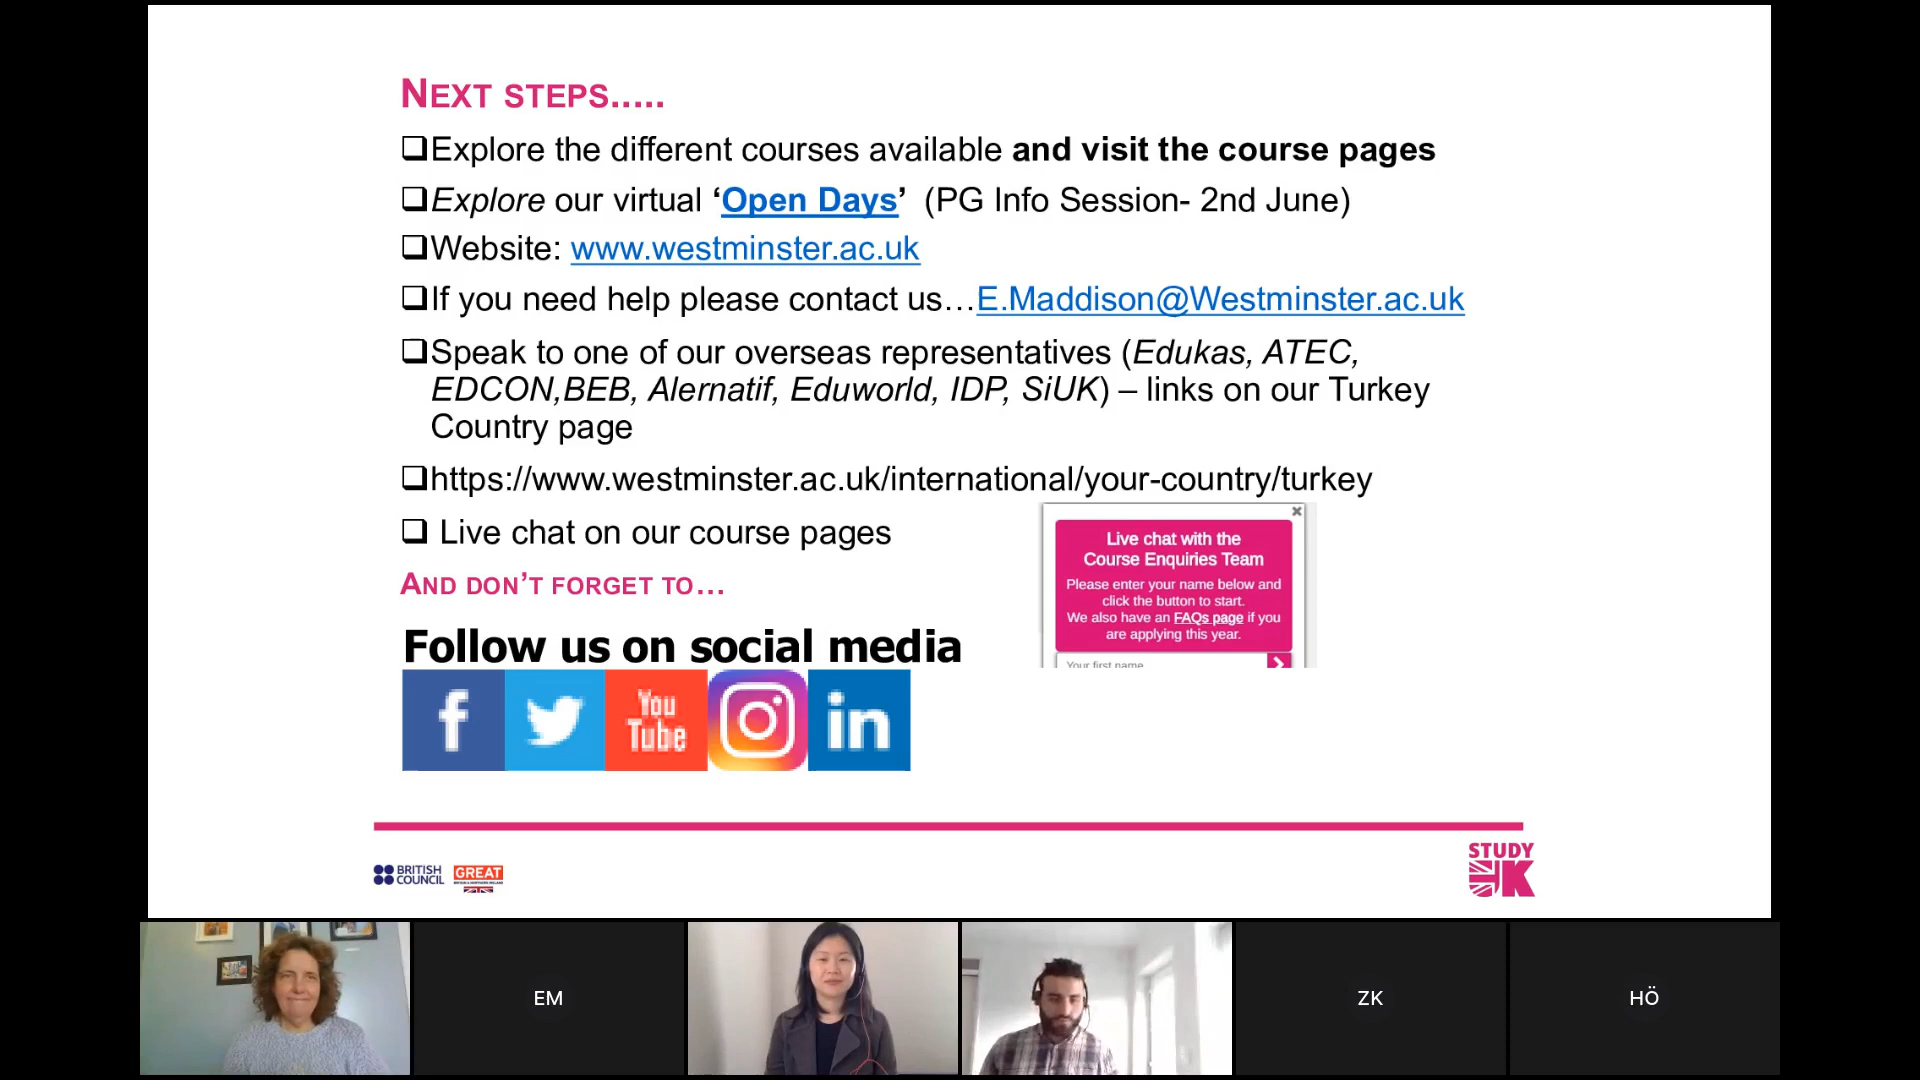 NEXT STEPS.....
❑Explore the different courses available and visit the course pages
❑Explore our virtual ‘Open Days’ (PG Info Session- 2nd June)
❑Website: www.westminster.ac.uk
❑If you need help please contact us…E.Maddison@Westminster.ac.uk
❑Speak to one of our overseas representatives (Edukas, ATEC,
EDCON,BEB, Alernatif, Eduworld, IDP, SiUK) – links on our Turkey
Country page
❑https://www.westminster.ac.uk/international/your-country/turkey
❑ Live chat on our course pages
Live chat with the
Course Enquiries Team
Please enter your name below and
click the button to start.
We also have an FAQs page if you
are applying this year.
Your first name
AND DON’T FORGET TO…
Follow us on social media
f
You
Tube
in
BRITISH
COUNCIL
GREAT
STUDY
UK
EM
ZK
HÖ